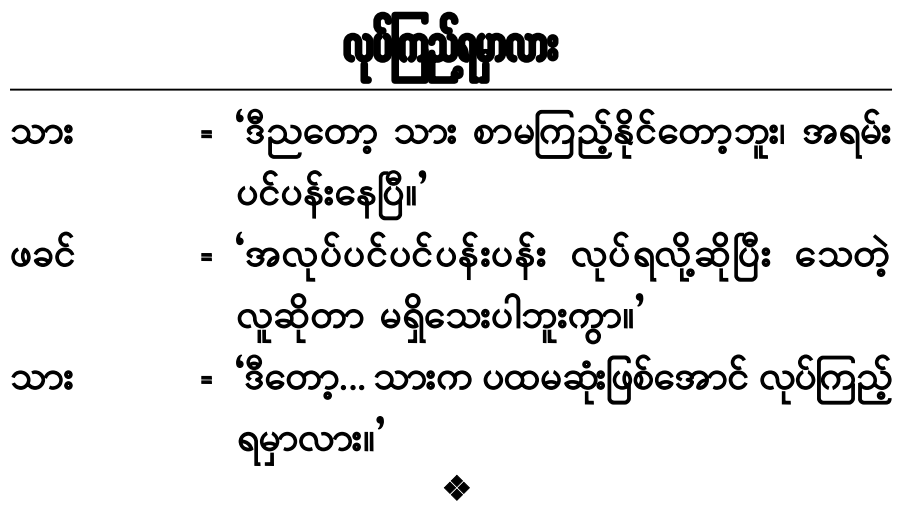 လုပ်ကြည့်ရမှာလား
သား = ‘ဒီညတော့ သား စာမကြည့်နိုင်တော့ဘူး၊ အရမ်း
ပင်ပန်းနေပြီ။’
ဖခင် = ‘အလုပ်ပင်ပင်ပန်းပန်း လုပ်ရလို့ဆိုပြီး သေတဲ့
လူဆိုတာ မရှိသေးပါဘူးကွာ။’
သား = ‘ဒီတော့... သားက ပထမဆုံးဖြစ်အောင် လုပ်ကြည့်
ရမှာလား။’